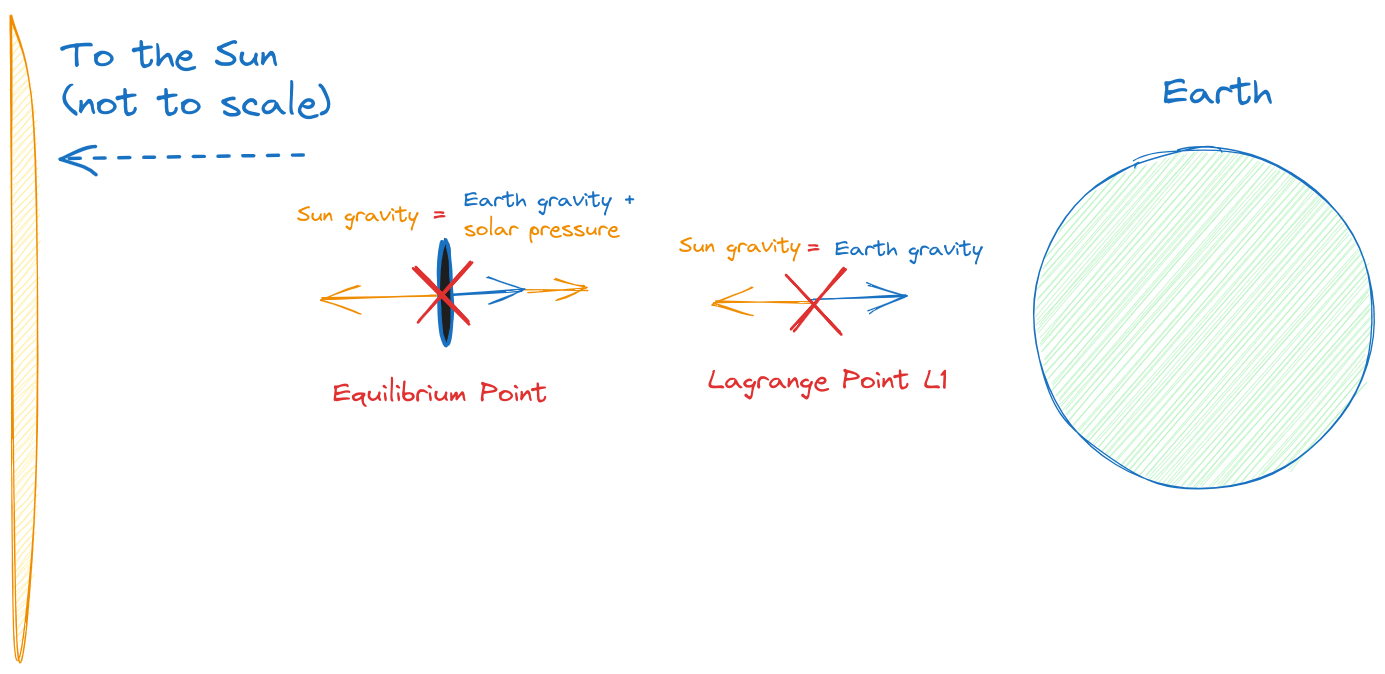 To the Sun
(not to scale)
Earth
Sun gravity = Earth gravity +
solar pressure
Sun gravity = Earth gravity
Equilibrium Point
Lagrange Point L1